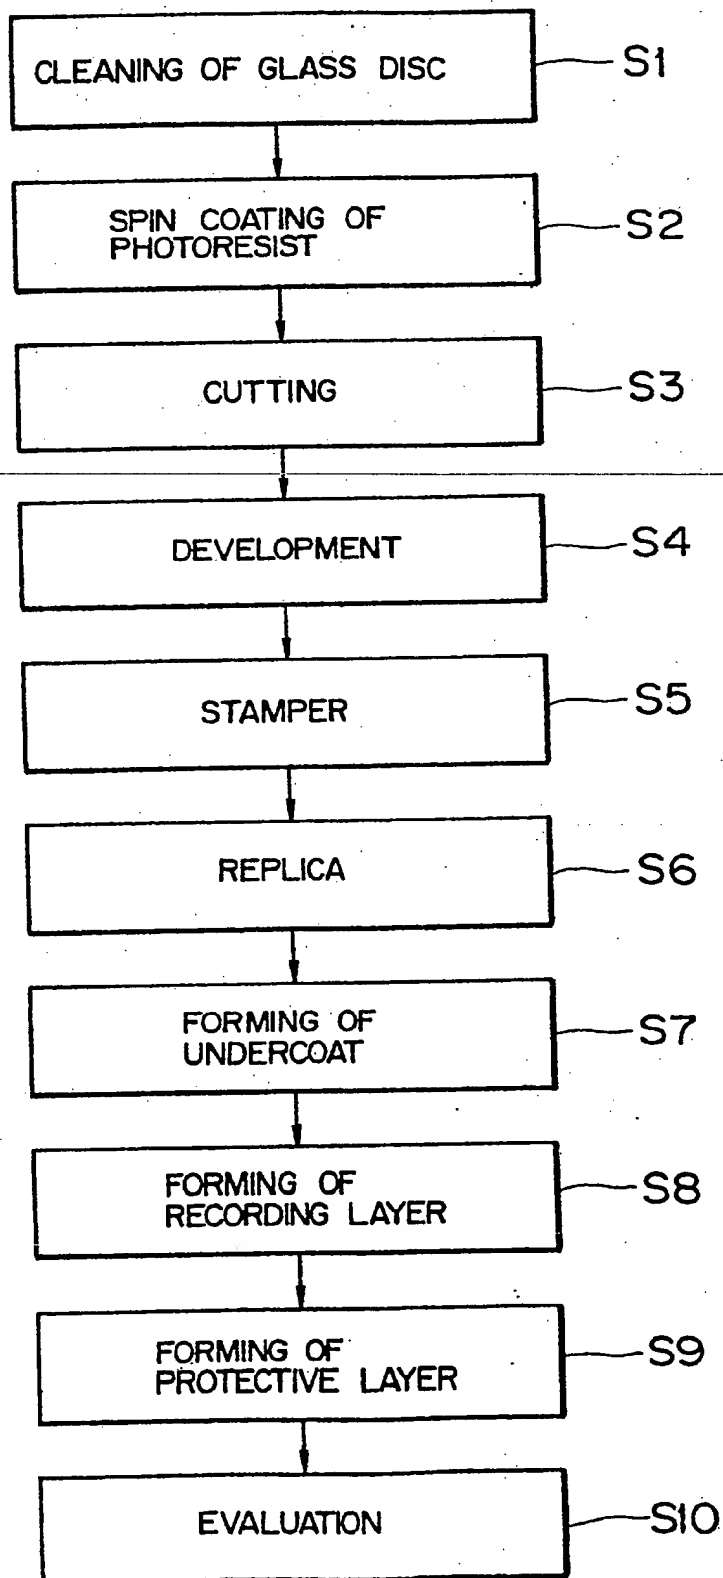 CLEANING OF GLASS DISC
S1
SPIN COATING OF
PHOTORESIST
S2
CUTTING
S3
DEVELOPMENT
S4
STAMPER
S5
REPLICA
S6
FORMING OF
UNDERCOAT
S7
FORMING OF
RECORDING LAYER
S8
FORMING OF
PROTECTIVE LAYER
S9
EVALUATION
S10